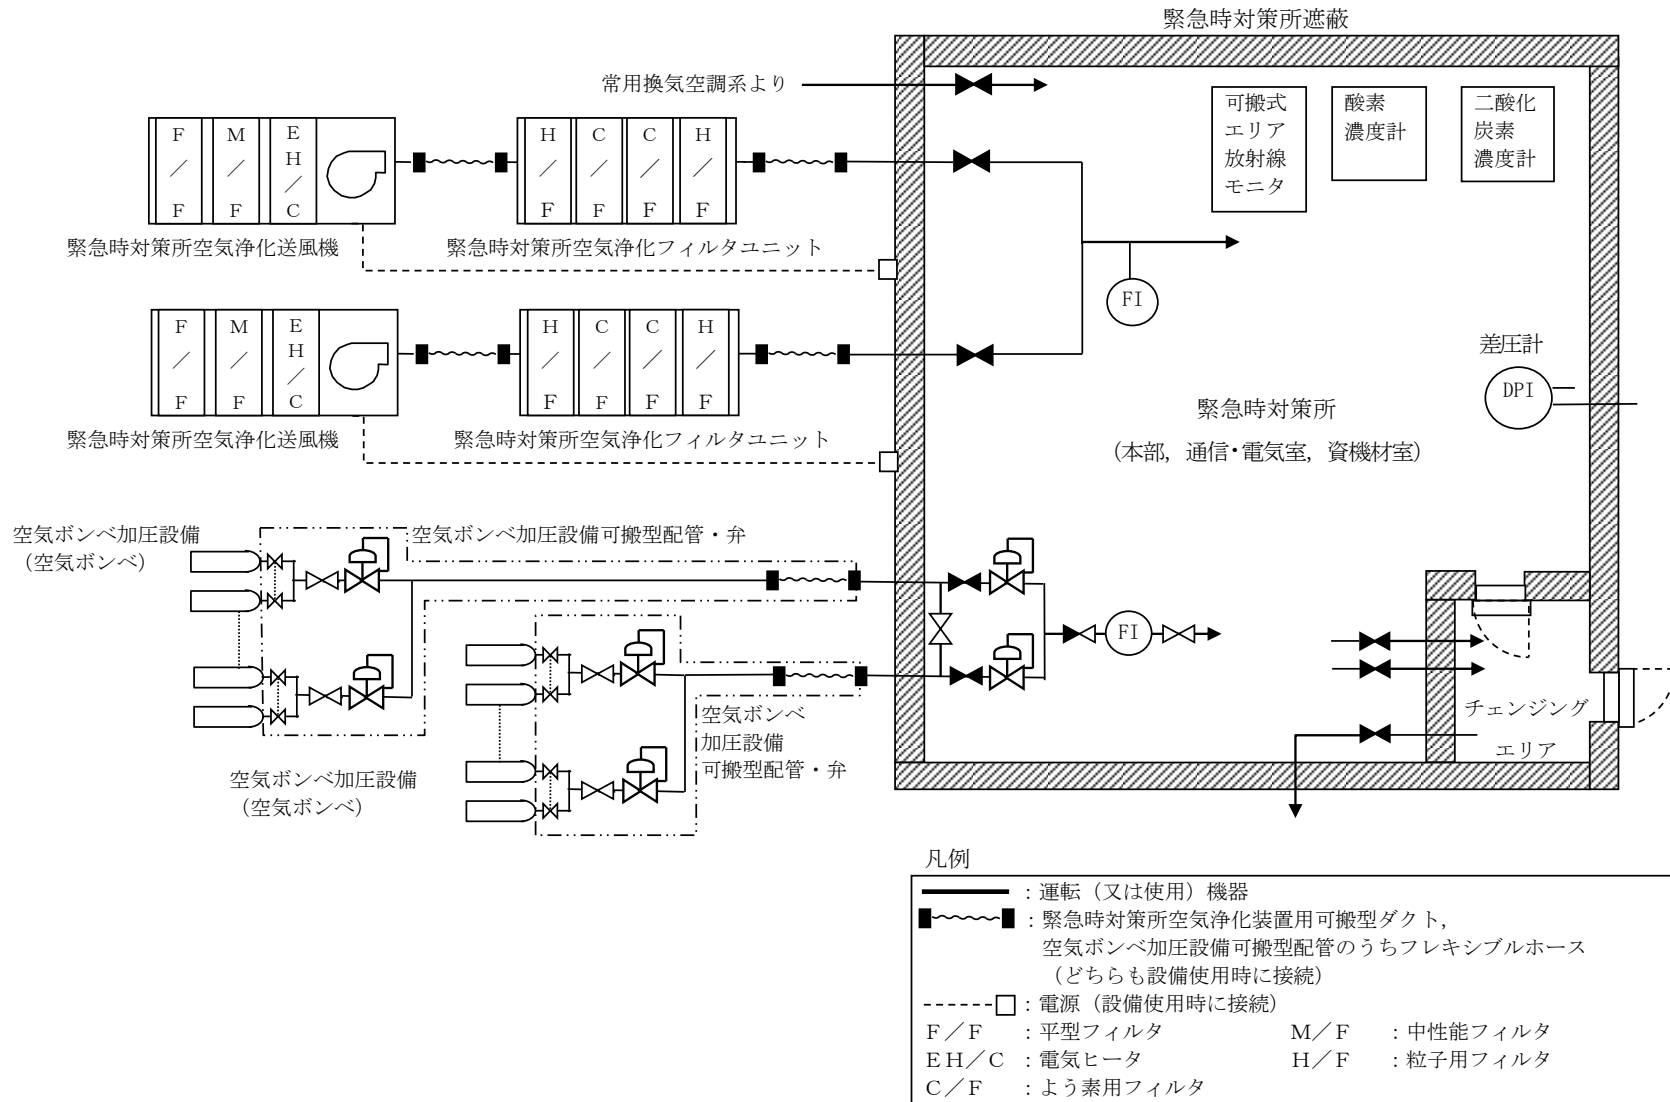 緊急時対策所遮蔽
常用換気空調系より
可搬式
エリア
放射線
モニタ
酸素
濃度計
二酸化
炭素
濃度計
F／F
M／F
EH／C
H／F
C／F
C／F
H／F
緊急時対策所空気浄化送風機
緊急時対策所空気浄化フィルタユニット
FI
F／F
M／F
EH／C
H／F
C／F
C／F
H／F
緊急時対策所空気浄化送風機
緊急時対策所空気浄化フィルタユニット
差圧計
DPI
緊急時対策所
（本部，通信・電気室，資機材室）
空気ボンベ加圧設備
（空気ボンベ）
空気ボンベ加圧設備可搬型配管・弁
FI
空気ボンベ
加圧設備
可搬型配管・弁
空気ボンベ加圧設備
（空気ボンベ）
チェンジング
エリア
凡例
：運転（又は使用）機器
：緊急時対策所空気浄化装置用可搬型ダクト，
空気ボンベ加圧設備可搬型配管のうちフレキシブルホース
（どちらも設備使用時に接続）
：電源（設備使用時に接続）
F／F ：平型フィルタ M／F ：中性能フィルタ
EH／C ：電気ヒータ H／F ：粒子用フィルタ
C／F ：よう素用フィルタ